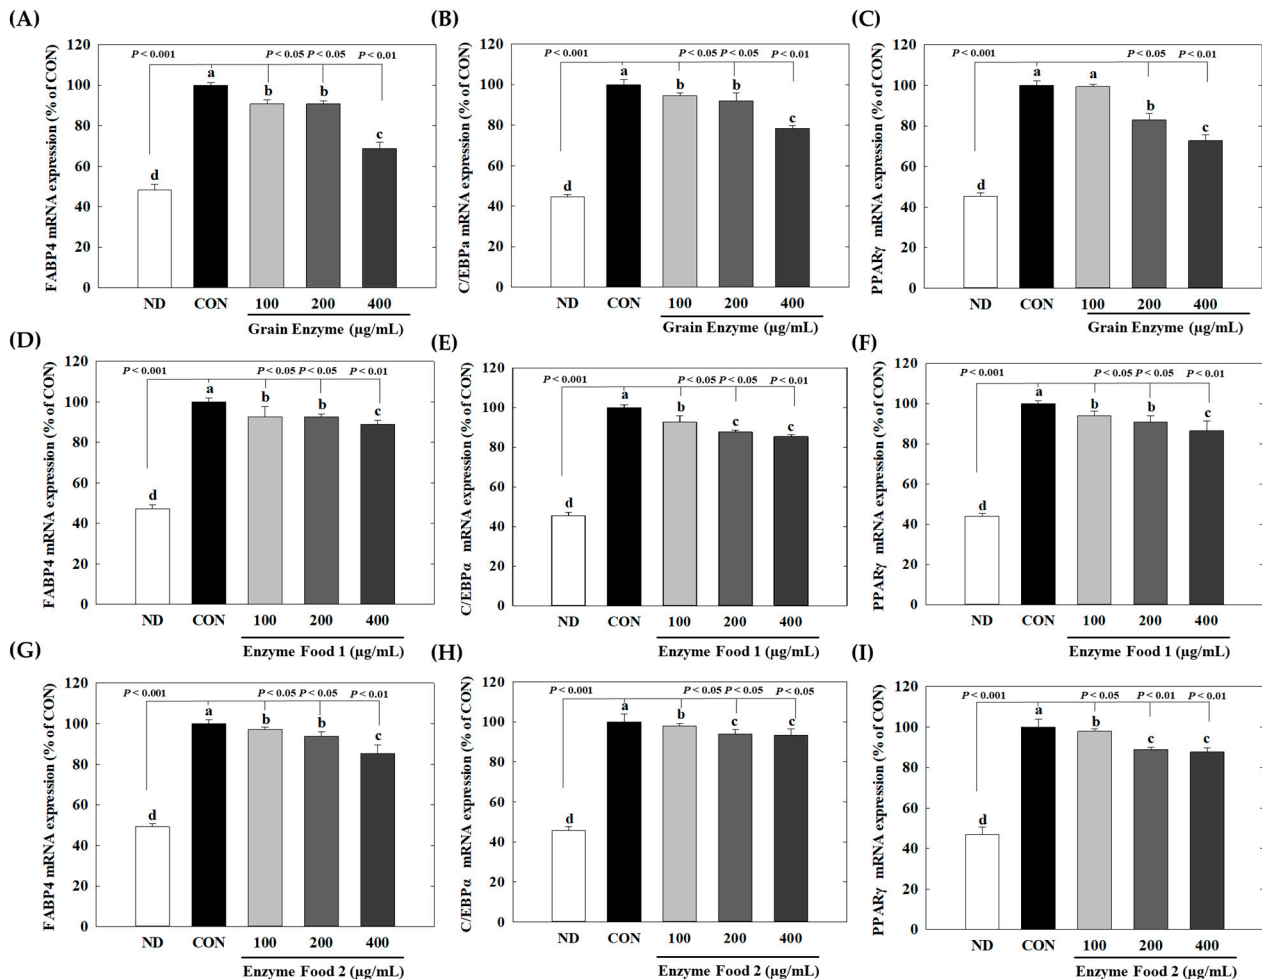 (A)
FABP4 mRNA expression (% of CON)
120
100
80
60
40
20
0
P < 0.001
P < 0.05 P < 0.05
P < 0.01
d
a
b
b
c
ND CON 100 200 400
Grain Enzyme (µg/mL)
(B)
C/EBPa mRNA expression (% of CON)
120
100
80
60
40
20
0
P < 0.001
P < 0.05 P < 0.05
P < 0.01
d
a
b
b
c
ND CON 100 200 400
Grain Enzyme (µg/mL)
(C)
PPARγ mRNA expression (% of CON)
120
100
80
60
40
20
0
P < 0.001
P < 0.05
P < 0.01
d
a
a
b
c
ND CON 100 200 400
Grain Enzyme (µg/mL)
(D)
FABP4 mRNA expression (% of CON)
120
100
80
60
40
20
0
P < 0.001
P < 0.05 P < 0.05
P < 0.01
d
a
b
b
c
ND CON 100 200 400
Enzyme Food 1 (µg/mL)
(E)
C/EBPα mRNA expression (% of CON)
120
100
80
60
40
20
0
P < 0.001
P < 0.05 P < 0.05
P < 0.01
d
a
b
c
c
ND CON 100 200 400
Enzyme Food 1 (µg/mL)
(F)
PPARγ mRNA expression (% of CON)
120
100
80
60
40
20
0
P < 0.001
P < 0.05 P < 0.05
P < 0.01
d
a
b
b
c
ND CON 100 200 400
Enzyme Food 1 (µg/mL)
(G)
FABP4 mRNA expression (% of CON)
120
100
80
60
40
20
0
P < 0.001
P < 0.05 P < 0.05
P < 0.01
d
a
b
b
c
ND CON 100 200 400
Enzyme Food 2 (µg/mL)
(H)
C/EBPα mRNA expression (% of CON)
120
100
80
60
40
20
0
P < 0.001
P < 0.05 P < 0.05
P < 0.05
d
a
b
c
c
ND CON 100 200 400
Enzyme Food 2 (µg/mL)
(I)
PPARγ mRNA expression (% of CON)
120
100
80
60
40
20
0
P < 0.001
P < 0.05
P < 0.01
P < 0.01
d
a
b
c
c
ND CON 100 200 400
Enzyme Food 2 (µg/mL)